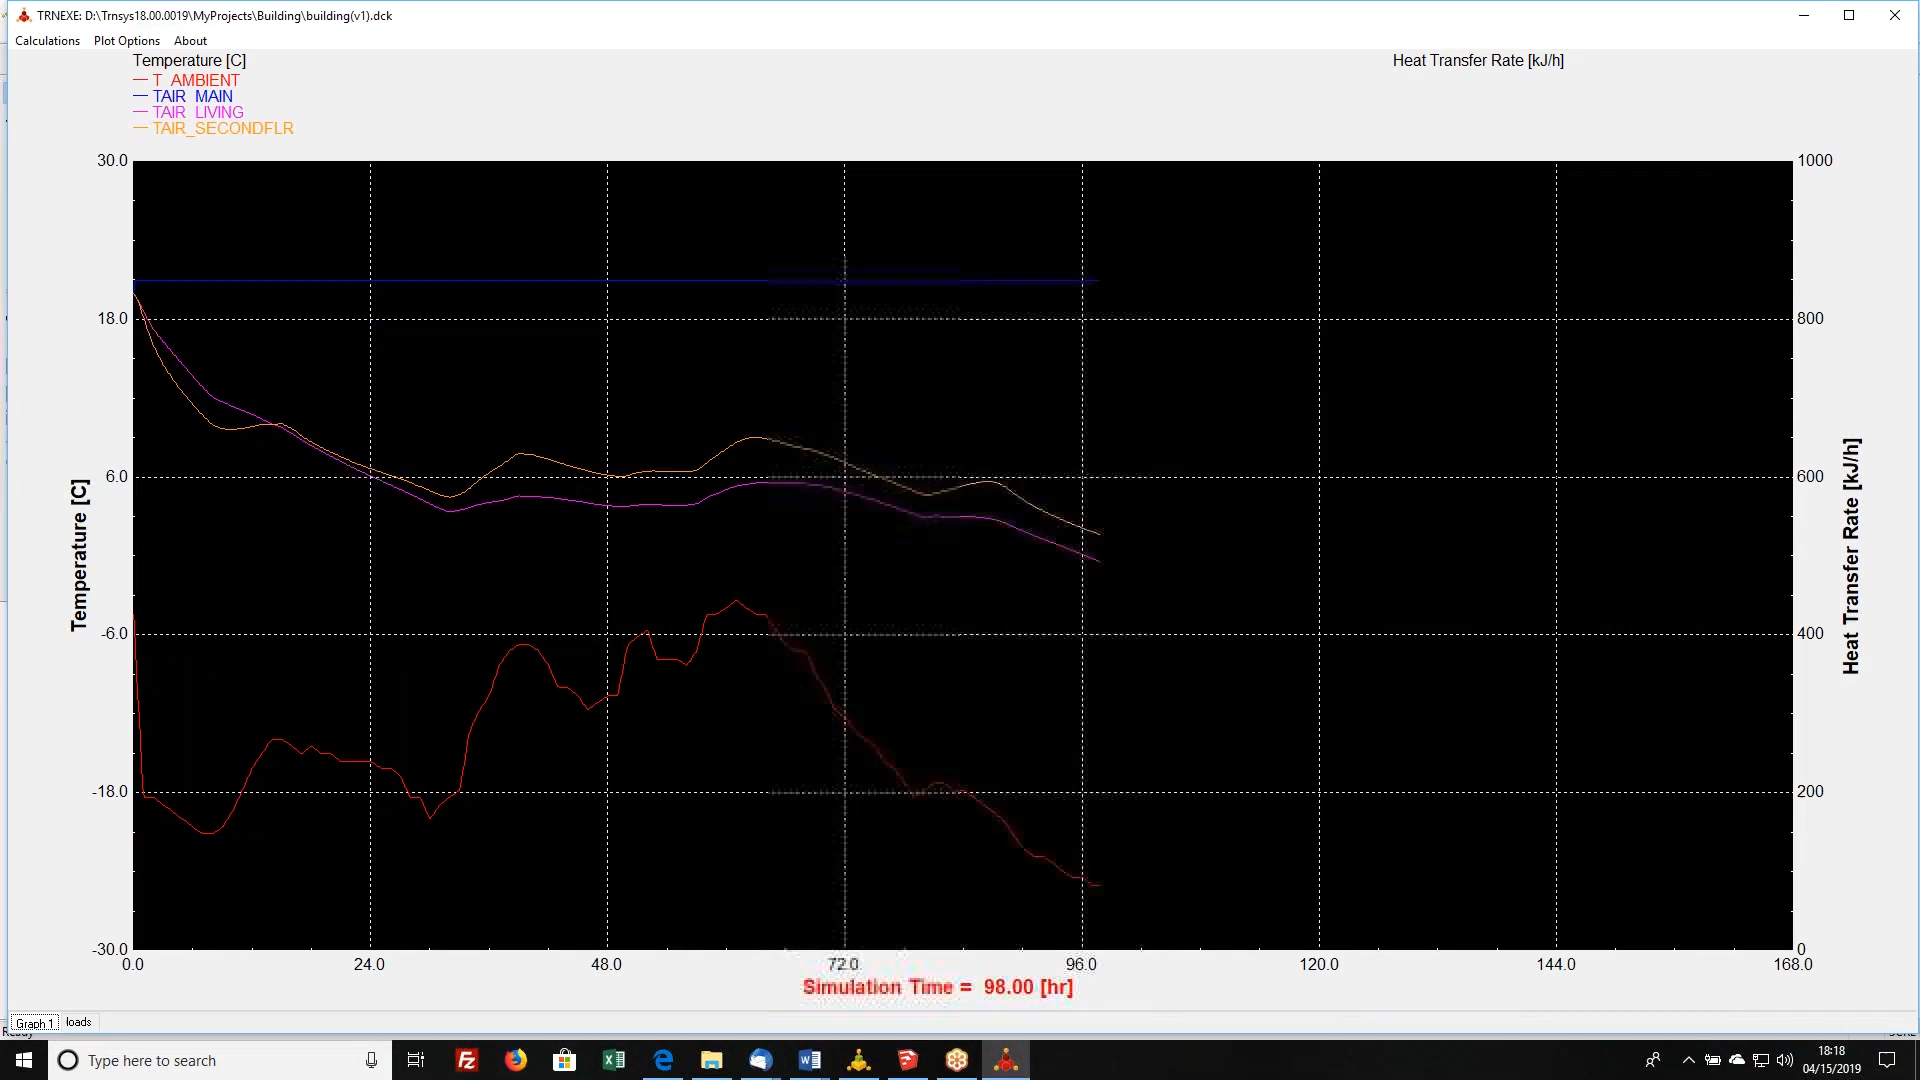 TRNEXE: D:\Trnsys18.00.0019\MyProjects\Building\building(v1).dck
Calculations Plot Options About
Temperature [C]
T_AMBIENT
TAIR_MAIN
TAIR_LIVING
TAIR_SECONDFLR
Heat Transfer Rate [kJ/h]
30.0
18.0
6.0
-6.0
-18.0
-30.0
Temperature [C]
1000
800
600
400
200
0
Heat Transfer Rate [kJ/h]
0.0 24.0 48.0 72.0 96.0 120.0 144.0 168.0
Simulation Time = 98.00 [hr]
Graph 1 loads
Type here to search
18:18
04/15/2019